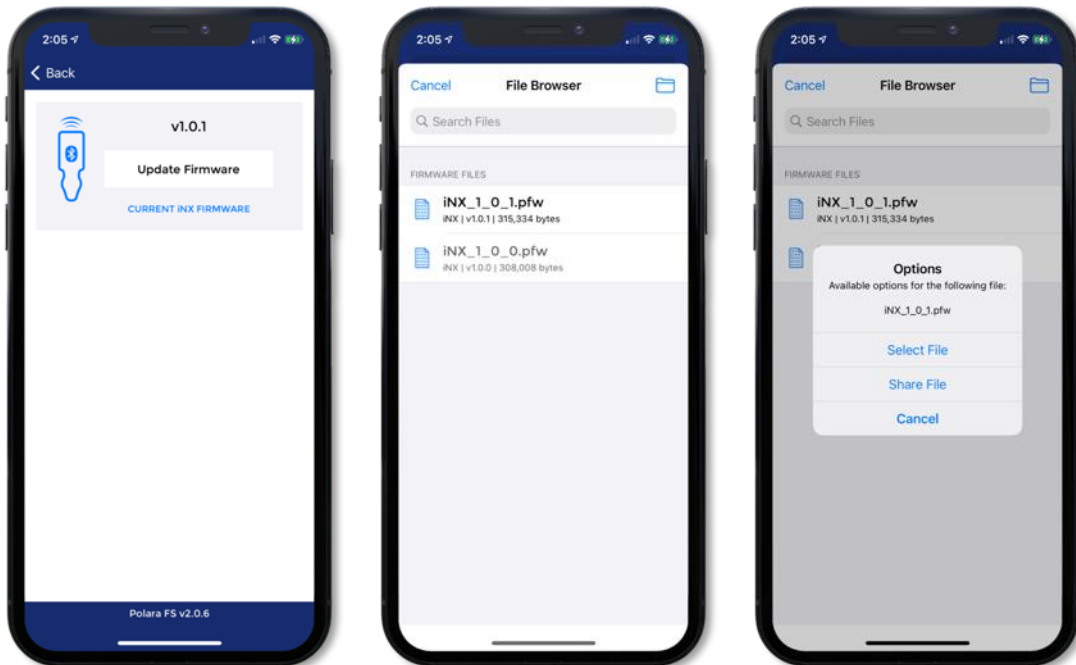 2:05
Back
v1.0.1
Update Firmware
CURRENT iNX FIRMWARE
Polara FS v2.0.6
2:05
Cancel
File Browser
Search Files
FIRMWARE FILES
iNX_1_0_1.pfw
iNX | v1.0.1 | 315,334 bytes
iNX_1_0_0.pfw
iNX | v1.0.0 | 308,008 bytes
2:05
Cancel
File Browser
Search Files
FIRMWARE FILES
iNX_1_0_1.pfw
iNX | v1.0.1 | 315,334 bytes
Options
Available options for the following file:
iNX_1_0_1.pfw
Select File
Share File
Cancel